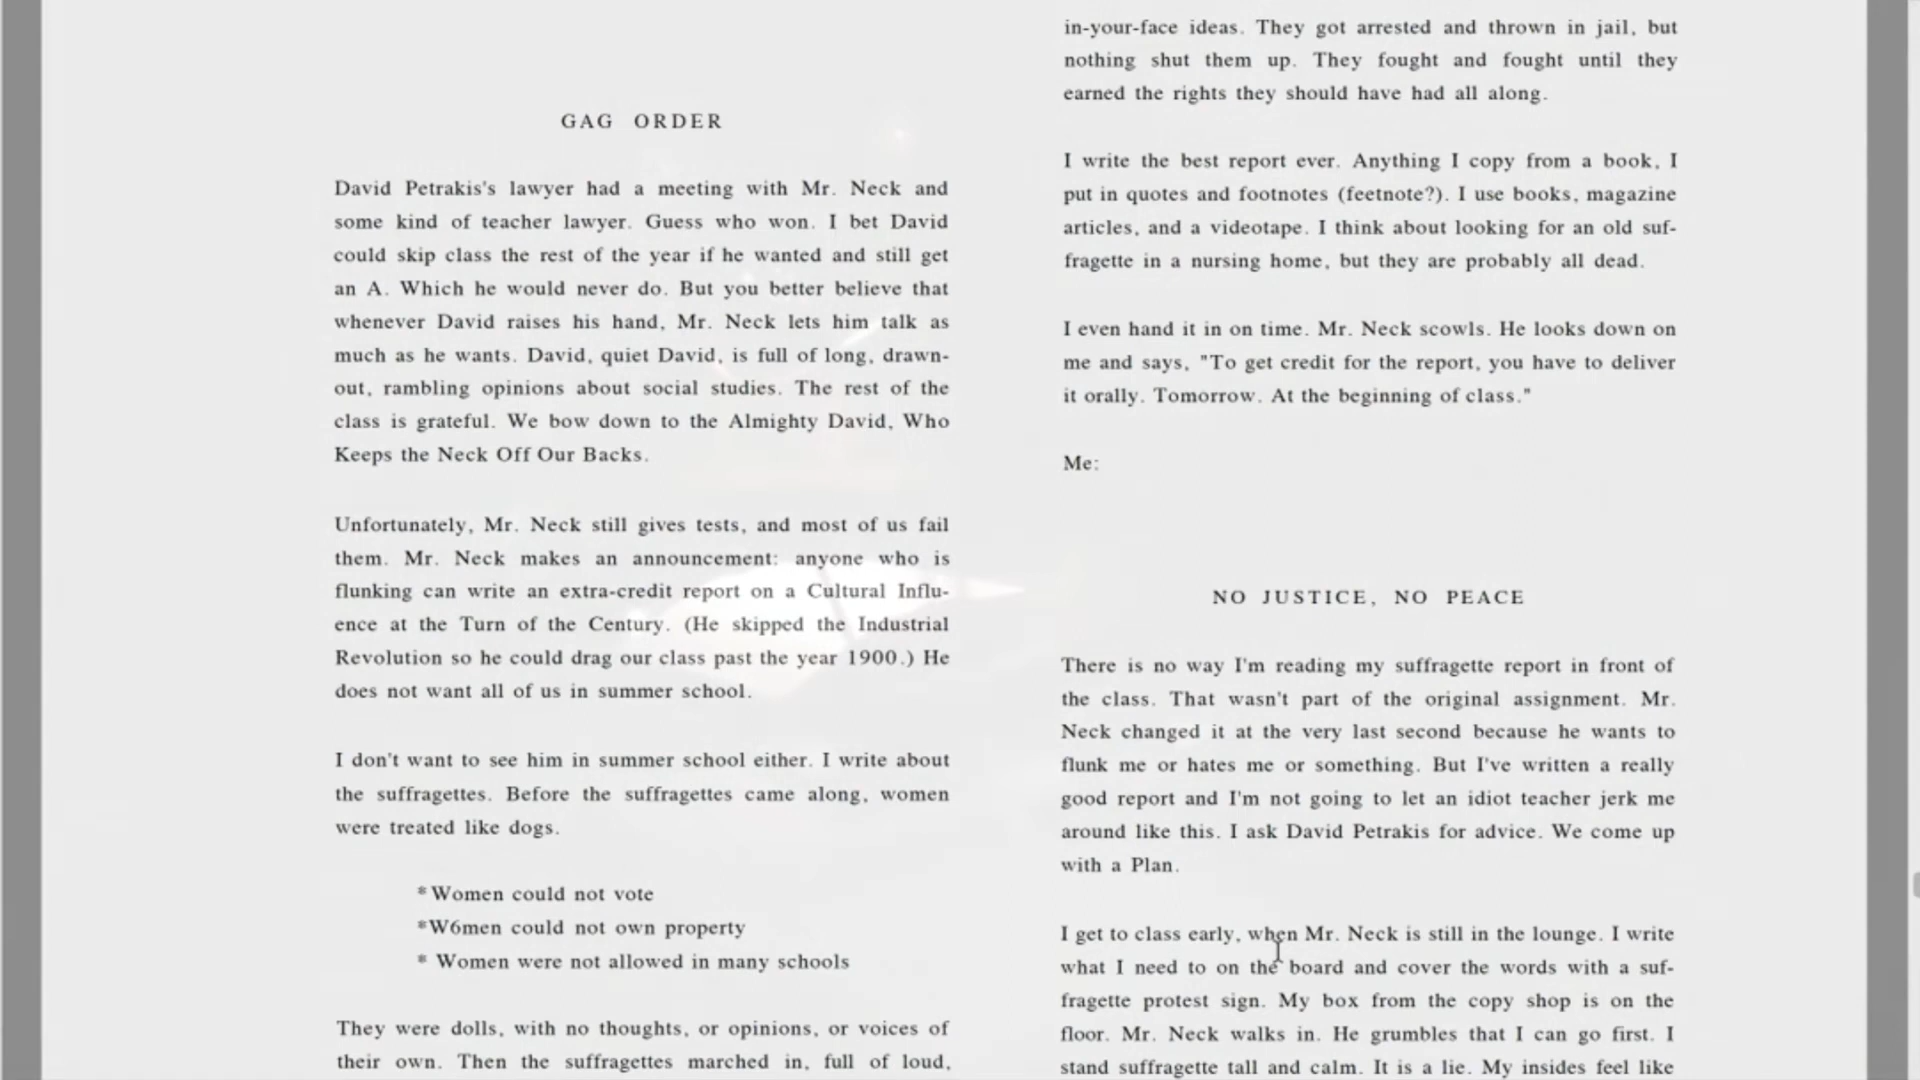 GAG ORDER
David Petrakis's lawyer had a meeting with Mr. Neck and
some kind of teacher lawyer. Guess who won. I bet David
could skip class the rest of the year if he wanted and still get
an A. Which he would never do. But you better believe that
whenever David raises his hand, Mr. Neck lets him talk as
much as he wants. David, quiet David, is full of long, drawn-
out, rambling opinions about social studies. The rest of the
class is grateful. We bow down to the Almighty David, Who
Keeps the Neck Off Our Backs.
Unfortunately, Mr. Neck still gives tests, and most of us fail
them. Mr. Neck makes an announcement: anyone who is
flunking can write an extra-credit report on a Cultural Influ-
ence at the Turn of the Century. (He skipped the Industrial
Revolution so he could drag our class past the year 1900.) He
does not want all of us in summer school.
I don't want to see him in summer school either. I write about
the suffragettes. Before the suffragettes came along, women
were treated like dogs.
*Women could not vote
*W6men could not own property
* Women were not allowed in many schools
They were dolls, with no thoughts, or opinions, or voices of
their own. Then the suffragettes marched in, full of loud,
in-your-face ideas. They got arrested and thrown in jail, but
nothing shut them up. They fought and fought until they
earned the rights they should have had all along.
I write the best report ever. Anything I copy from a book, I
put in quotes and footnotes (feetnote?). I use books, magazine
articles, and a videotape. I think about looking for an old suf-
fragette in a nursing home, but they are probably all dead.
I even hand it in on time. Mr. Neck scowls. He looks down on
me and says, "To get credit for the report, you have to deliver
it orally. Tomorrow. At the beginning of class."
Me:
NO JUSTICE, NO PEACE
There is no way I'm reading my suffragette report in front of
the class. That wasn't part of the original assignment. Mr.
Neck changed it at the very last second because he wants to
flunk me or hates me or something. But I've written a really
good report and I'm not going to let an idiot teacher jerk me
around like this. I ask David Petrakis for advice. We come up
with a Plan.
I get to class early, when Mr. Neck is still in the lounge. I write
what I need to on the board and cover the words with a suf-
fragette protest sign. My box from the copy shop is on the
floor. Mr. Neck walks in. He grumbles that I can go first. I
stand suffragette tall and calm. It is a lie. My insides feel like